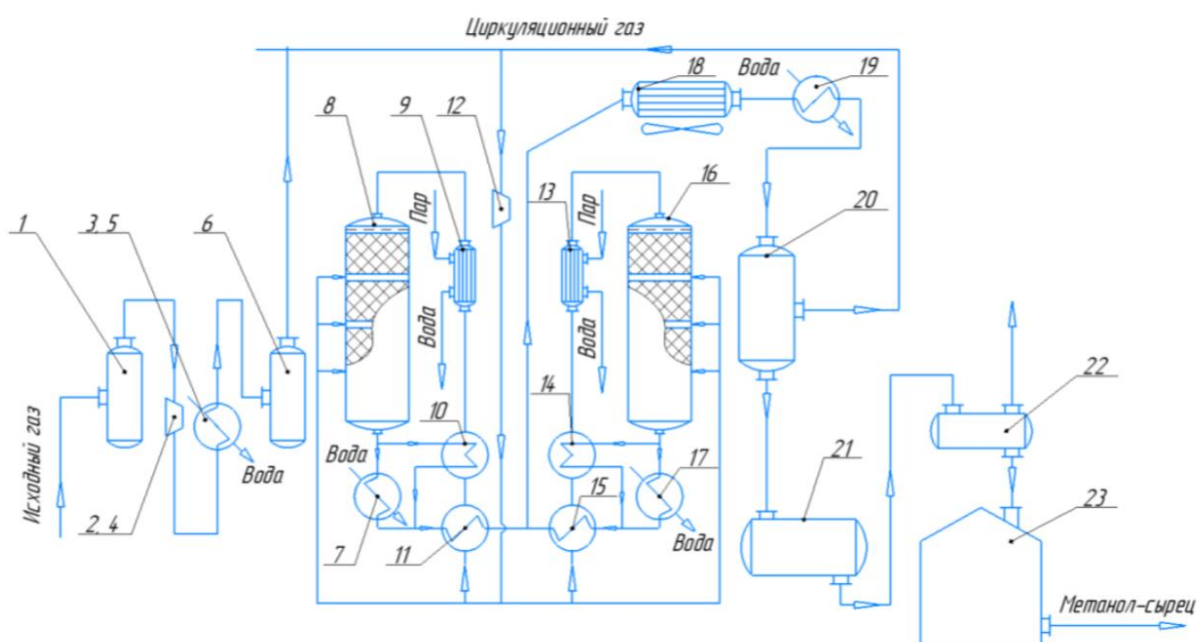 Циркуляционный газ
Вода
18
19
8
9
12
13
16
20
1
3, 5
6
Пар
Пар
Вода
Вода
Исходный газ
Вода
2, 4
10
14
Вода
7
11
15
17
Вода
21
22
23
Метанол-сырец